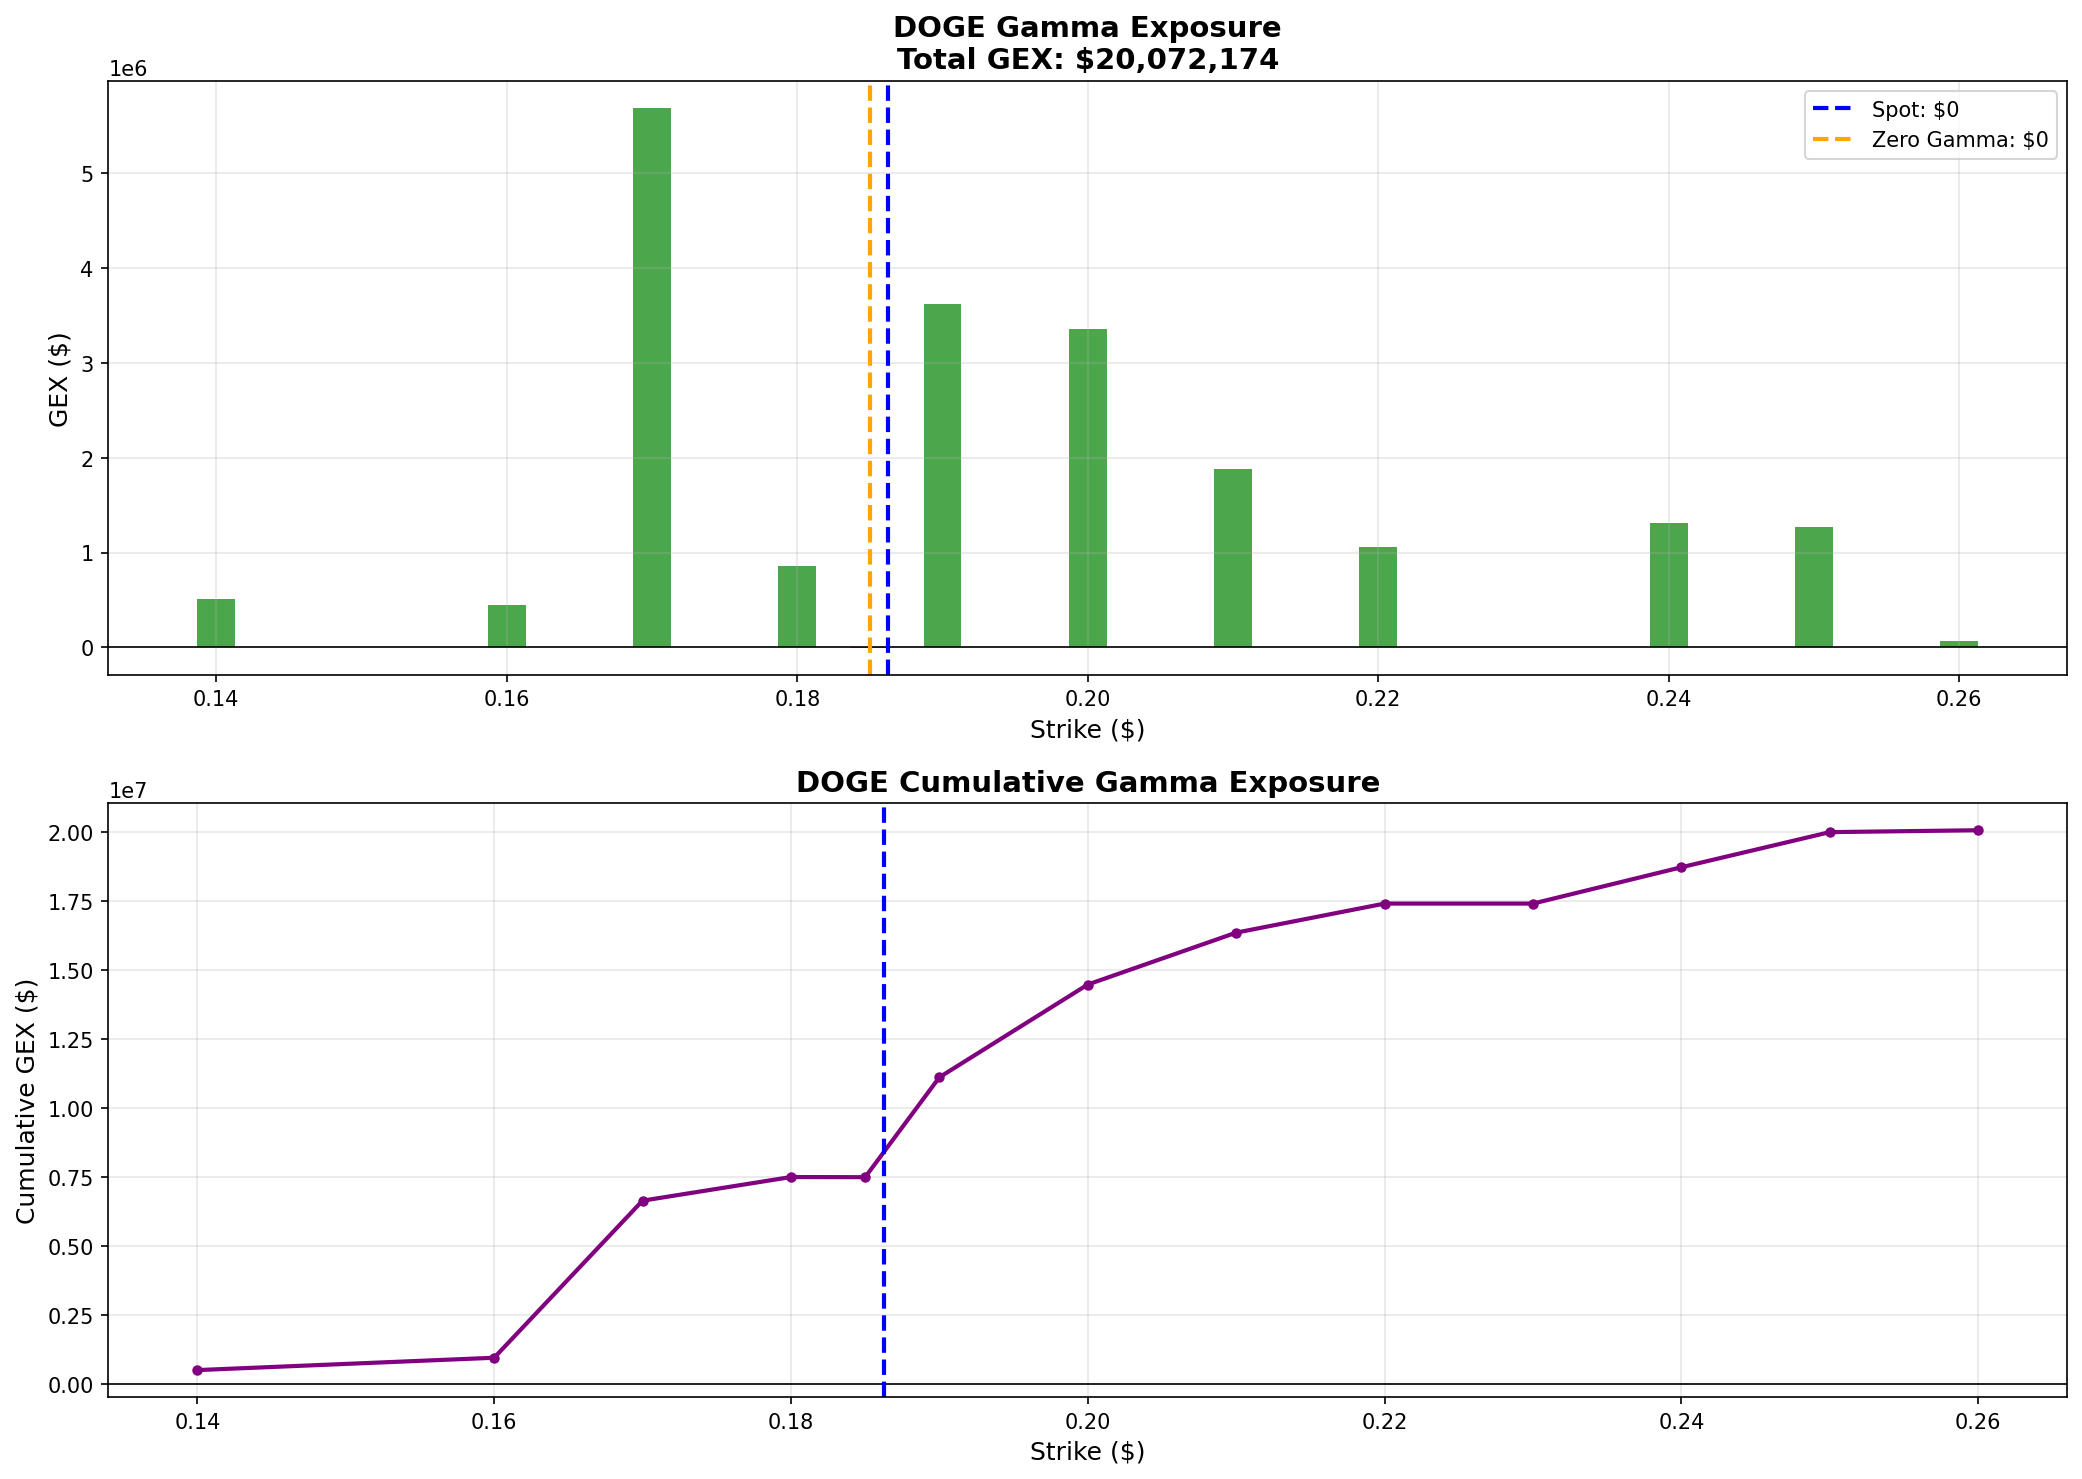 DOGE Gamma Exposure
Total GEX: $20,072,174
1e6
Spot: $0
Zero Gamma: $0
5
4
3
2
1
0
GEX ($)
0.14 0.16 0.18 0.20 0.22 0.24 0.26
Strike ($)
DOGE Cumulative Gamma Exposure
1e7
2.00
1.75
1.50
1.25
1.00
0.75
0.50
0.25
0.00
Cumulative GEX ($)
0.14 0.16 0.18 0.20 0.22 0.24 0.26
Strike ($)